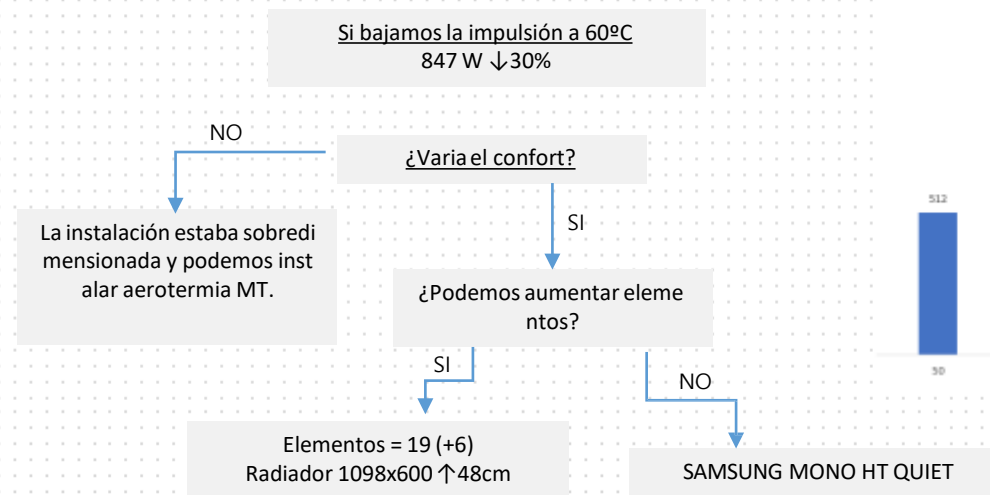 Si bajamos la impulsión a 60ºC
847 W ↓30%
NO
¿Varia el confort?
La instalación estaba sobredi
mensionada y podemos inst
alar aerotermia MT.
SI
¿Podemos aumentar eleme
ntos?
SI
NO
Elementos = 19 (+6)
Radiador 1098x600 ↑48cm
SAMSUNG MONO HT QUIET
512
50